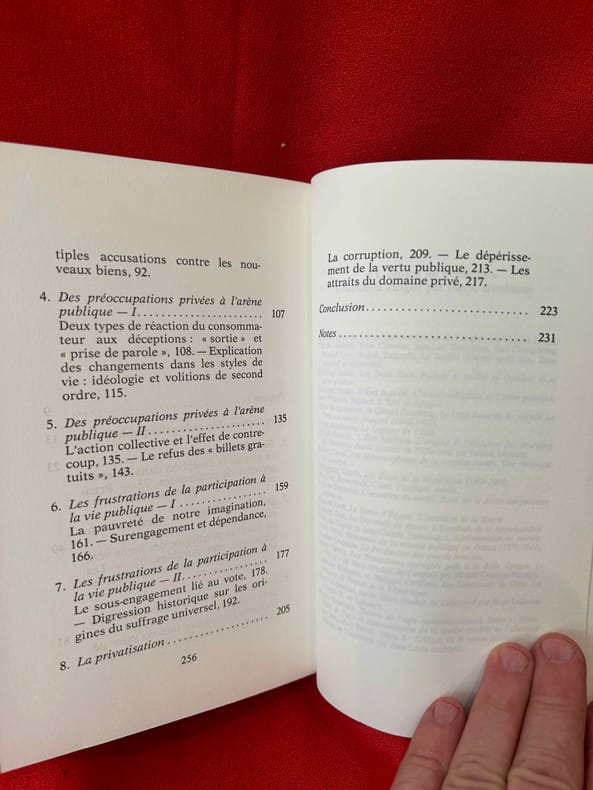 tiples accusations contre les nou-
veaux biens, 92.
4. Des préoccupations privées à l'arène
publique — I........................ 107
Deux types de réaction du consomma-
teur aux déceptions : « sortie » et
« prise de parole », 108. — Explication
des changements dans les styles de
vie : idéologie et volitions de second
ordre, 115.
5. Des préoccupations privées à l'arène
publique — II....................... 135
L'action collective et l'effet de contre-
coup, 135. — Le refus des « billets gra-
tuits », 143.
6. Les frustrations de la participation à
la vie publique — I ................. 159
La pauvreté de notre imagination,
161. — Surengagement et dépendance,
166.
7. Les frustrations de la participation à
la vie publique — II................. 177
Le sous-engagement lié au vote, 178.
— Digression historique sur les ori-
gines du suffrage universel, 192.
8. La privatisation .................... 205
256
La corruption, 209. — Le dépérisse-
ment de la vertu publique, 213. — Les
attraits du domaine privé, 217.
Conclusion............................ 223
Notes ................................ 231